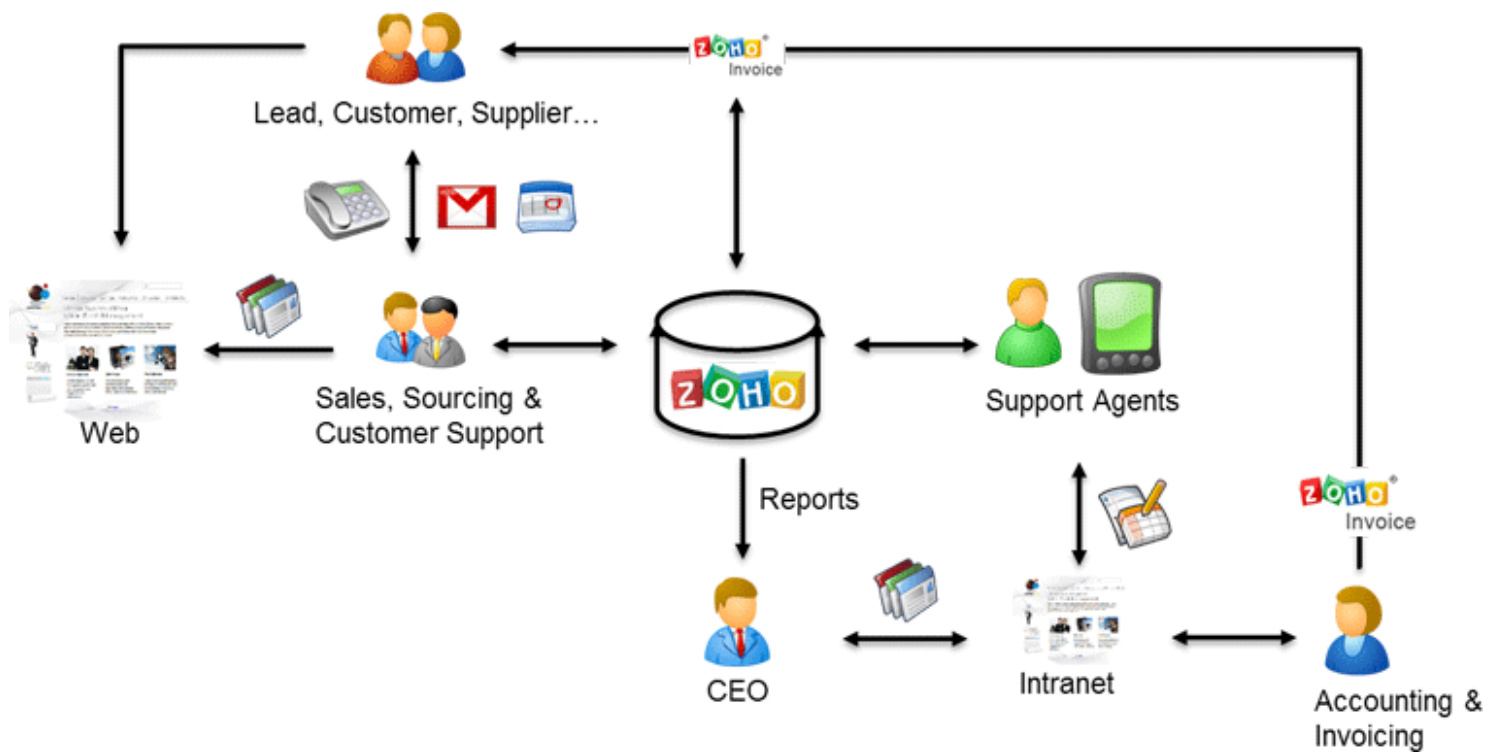 ZOHO®
Invoice
Lead, Customer, Supplier…
Web
Sales, Sourcing &
Customer Support
ZOHO
Support Agents
Reports
ZOHO®
Invoice
CEO
Intranet
Accounting &
Invoicing